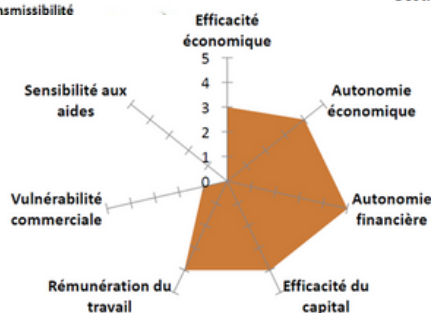 Efficacité
économique
5
4
3
2
1
0
Autonomie
économique
Autonomie
financière
Efficacité du
capital
Rémunération du
travail
Vulnérabilité
commerciale
Sensibilité aux
aides